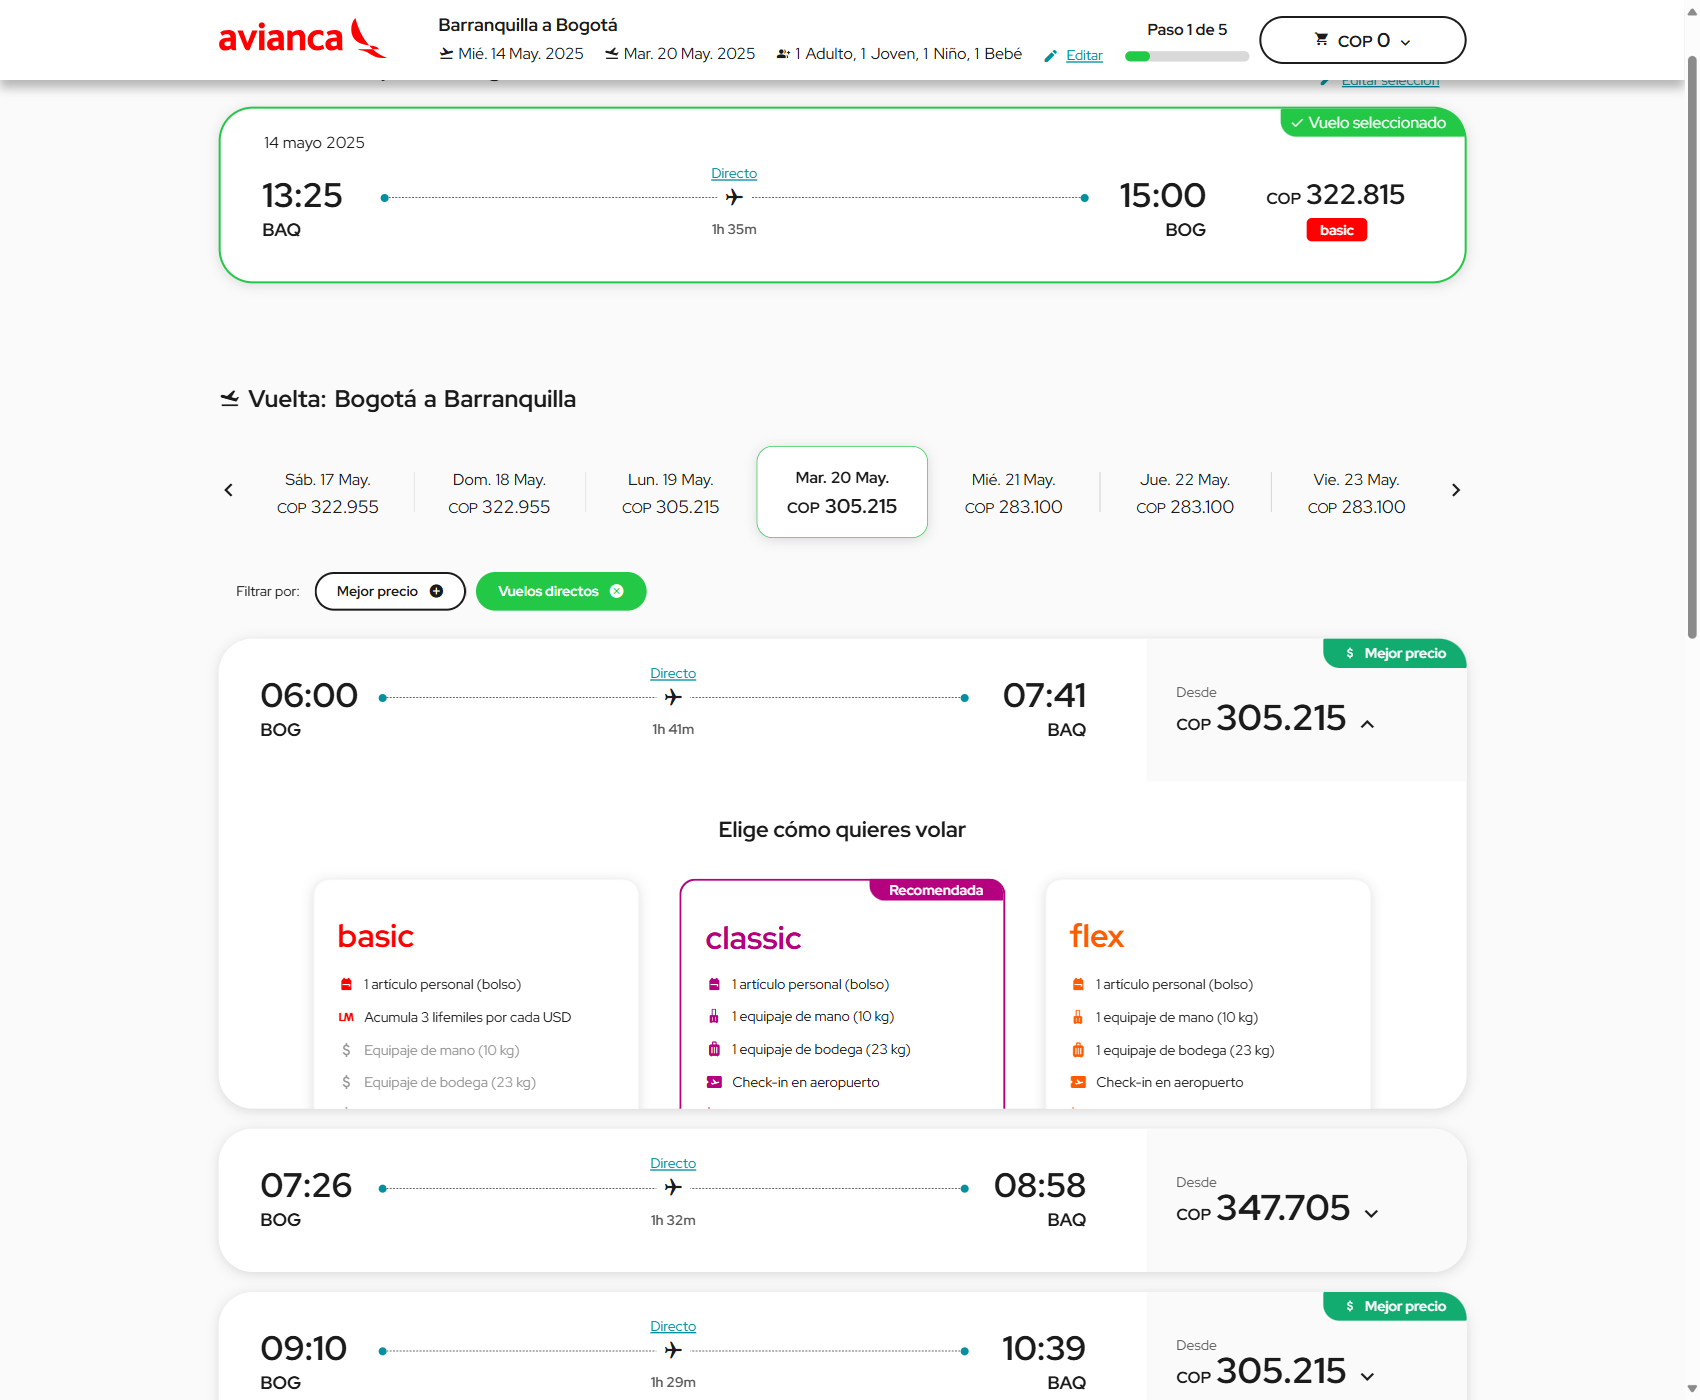 avianca
Barranquilla a Bogotá
Mié. 14 May. 2025 Mar. 20 May. 2025 1 Adulto, 1 Joven, 1 Niño, 1 Bebé Editar
Paso 1 de 5
COP 0
Editar selección
Vuelo seleccionado
14 mayo 2025
Directo
13:25 15:00 COP 322.815
BAQ 1h 35m BOG basic
Vuelta: Bogotá a Barranquilla
Sáb. 17 May. Dom. 18 May. Lun. 19 May. Mar. 20 May. Mié. 21 May. Jue. 22 May. Vie. 23 May.
COP 322.955 COP 322.955 COP 305.215 COP 305.215 COP 283.100 COP 283.100 COP 283.100
Filtrar por: Mejor precio Vuelos directos
$ Mejor precio
Directo
06:00 07:41 Desde
BOG 1h 41m BAQ COP 305.215
Elige cómo quieres volar
basic
1 artículo personal (bolso)
LM Acumula 3 lifemiles por cada USD
$ Equipaje de mano (10 kg)
$ Equipaje de bodega (23 kg)
Recomendada
classic
1 artículo personal (bolso)
1 equipaje de mano (10 kg)
1 equipaje de bodega (23 kg)
Check-in en aeropuerto
flex
1 artículo personal (bolso)
1 equipaje de mano (10 kg)
1 equipaje de bodega (23 kg)
Check-in en aeropuerto
Directo
07:26 08:58 Desde
BOG 1h 32m BAQ COP 347.705
$ Mejor precio
Directo
09:10 10:39 Desde
BOG 1h 29m BAQ COP 305.215